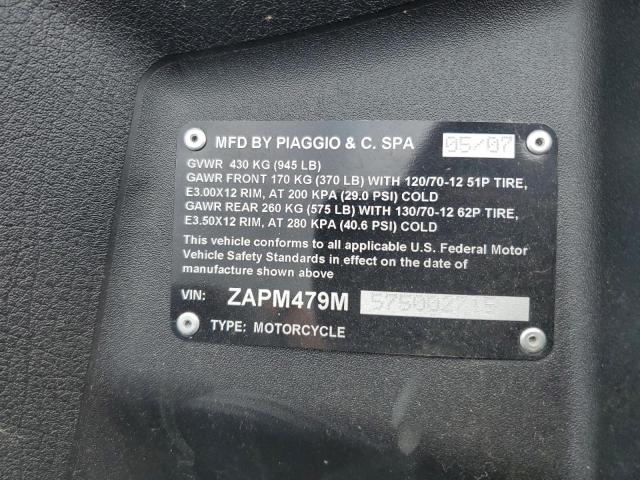 MFD BY PIAGGIO & C. SPA 05/07
GVWR 430 KG (945 LB)
GAWR FRONT 170 KG (370 LB) WITH 120/70-12 51P TIRE,
E3.00X12 RIM, AT 200 KPA (29.0 PSI) COLD
GAWR REAR 260 KG (575 LB) WITH 130/70-12 62P TIRE,
E3.50X12 RIM, AT 280 KPA (40.6 PSI) COLD
This vehicle conforms to all applicable U.S. Federal Motor
Vehicle Safety Standards in effect on the date of
manufacture shown above
VIN: ZAPM479M
TYPE: MOTORCYCLE